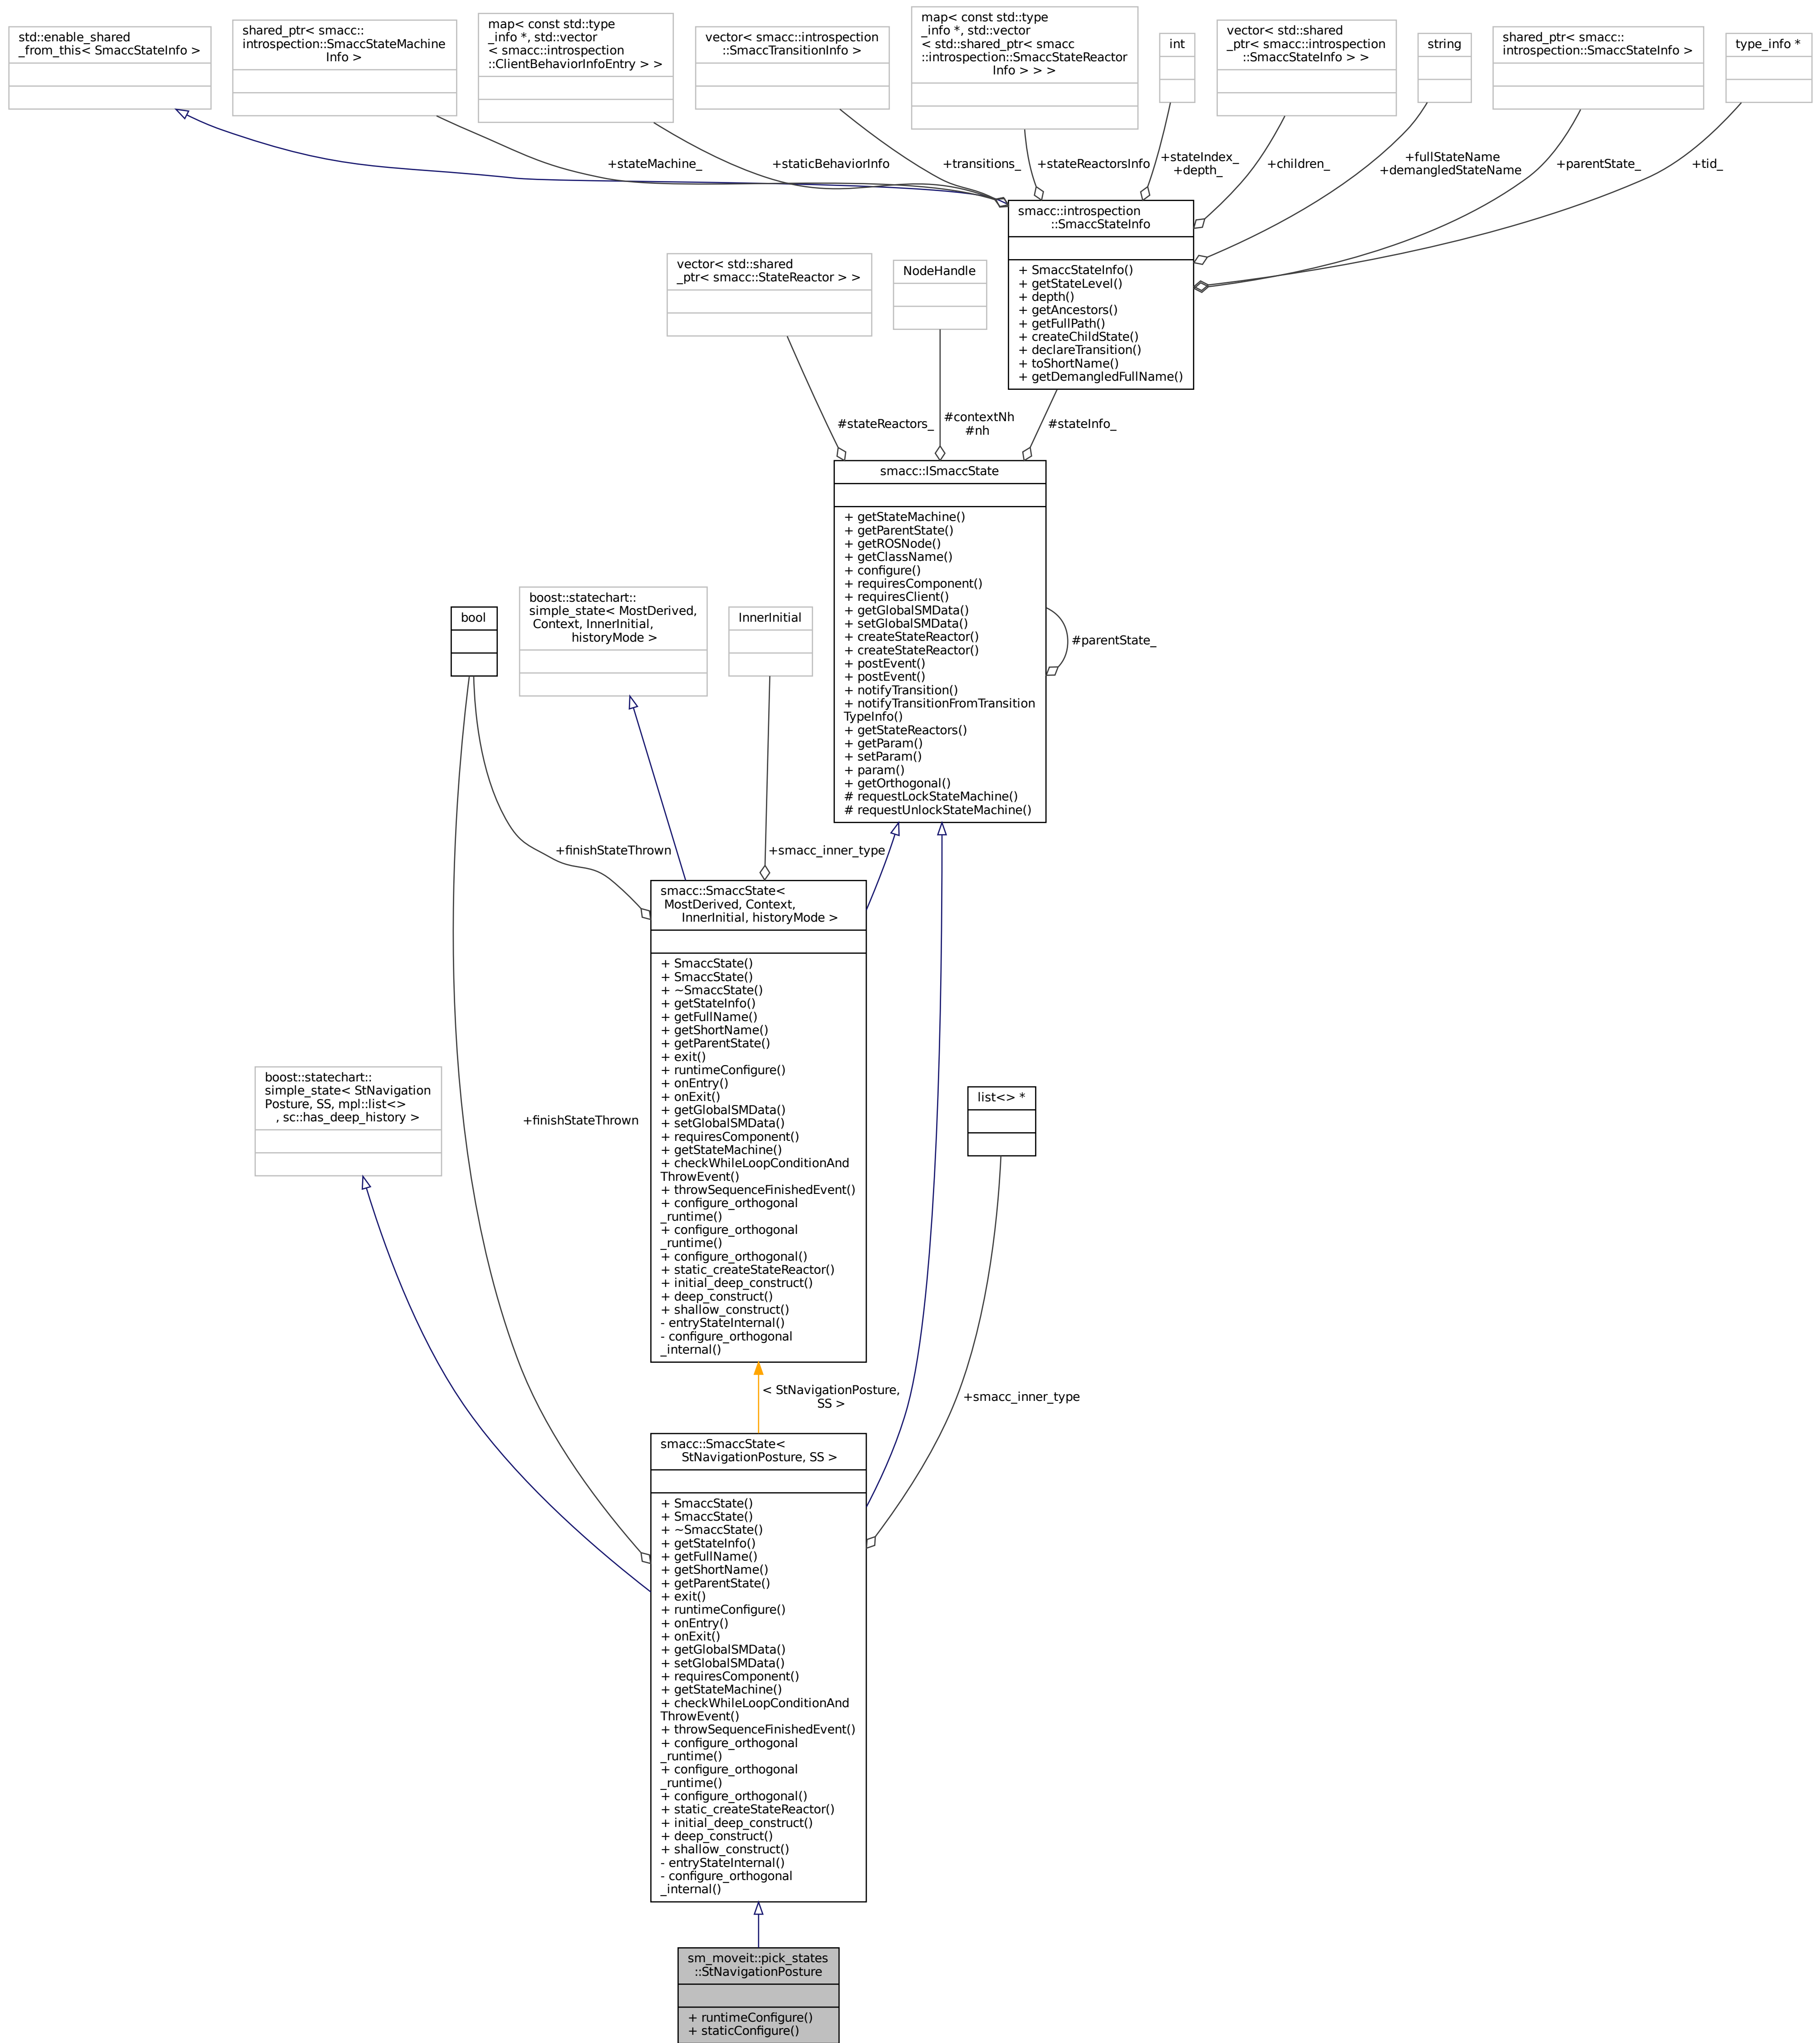 std::enable_shared
_from_this< SmaccStateInfo >
shared_ptr< smacc::
introspection::SmaccStateMachine
Info >
map< const std::type
_info *, std::vector
< smacc::introspection
::ClientBehaviorInfoEntry > >
vector< smacc::introspection
::SmaccTransitionInfo >
map< const std::type
_info *, std::vector
< std::shared_ptr< smacc
::introspection::SmaccStateReactor
Info > > >
int
vector< std::shared
_ptr< smacc::introspection
::SmaccStateInfo > >
string
shared_ptr< smacc::
introspection::SmaccStateInfo >
type_info *
+stateMachine_
+staticBehaviorInfo
+transitions_
+stateReactorsInfo
+stateIndex_
+depth_
+children_
+fullStateName
+demangledStateName
+parentState_
+tid_
smacc::introspection
::SmaccStateInfo
+ SmaccStateInfo()
+ getStateLevel()
+ depth()
+ getAncestors()
+ getFullPath()
+ createChildState()
+ declareTransition()
+ toShortName()
+ getDemangledFullName()
vector< std::shared
_ptr< smacc::StateReactor > >
NodeHandle
#stateReactors_
#contextNh
#nh
#stateInfo_
smacc::ISmaccState
+ getStateMachine()
+ getParentState()
+ getROSNode()
+ getClassName()
+ configure()
+ requiresComponent()
+ requiresClient()
+ getGlobalSMData()
+ setGlobalSMData()
+ createStateReactor()
+ createStateReactor()
+ postEvent()
+ postEvent()
+ notifyTransition()
+ notifyTransitionFromTransition
TypeInfo()
+ getStateReactors()
+ getParam()
+ setParam()
+ param()
+ getOrthogonal()
# requestLockStateMachine()
# requestUnlockStateMachine()
#parentState_
bool
boost::statechart::
simple_state< MostDerived,
Context, InnerInitial,
historyMode >
InnerInitial
+finishStateThrown
+smacc_inner_type
smacc::SmaccState<
MostDerived, Context,
InnerInitial, historyMode >
+ SmaccState()
+ SmaccState()
+ ~SmaccState()
+ getStateInfo()
+ getFullName()
+ getShortName()
+ getParentState()
+ exit()
+ runtimeConfigure()
+ onEntry()
+ onExit()
+ getGlobalSMData()
+ setGlobalSMData()
+ requiresComponent()
+ getStateMachine()
+ checkWhileLoopConditionAnd
ThrowEvent()
+ throwSequenceFinishedEvent()
+ configure_orthogonal
_runtime()
+ configure_orthogonal
_runtime()
+ configure_orthogonal()
+ static_createStateReactor()
+ initial_deep_construct()
+ deep_construct()
+ shallow_construct()
- entryStateInternal()
- configure_orthogonal
_internal()
boost::statechart::
simple_state< StNavigation
Posture, SS, mpl::list<>
, sc::has_deep_history >
+finishStateThrown
list<> *
< StNavigationPosture,
SS >
+smacc_inner_type
smacc::SmaccState<
StNavigationPosture, SS >
+ SmaccState()
+ SmaccState()
+ ~SmaccState()
+ getStateInfo()
+ getFullName()
+ getShortName()
+ getParentState()
+ exit()
+ runtimeConfigure()
+ onEntry()
+ onExit()
+ getGlobalSMData()
+ setGlobalSMData()
+ requiresComponent()
+ getStateMachine()
+ checkWhileLoopConditionAnd
ThrowEvent()
+ throwSequenceFinishedEvent()
+ configure_orthogonal
_runtime()
+ configure_orthogonal
_runtime()
+ configure_orthogonal()
+ static_createStateReactor()
+ initial_deep_construct()
+ deep_construct()
+ shallow_construct()
- entryStateInternal()
- configure_orthogonal
_internal()
sm_moveit::pick_states
::StNavigationPosture
+ runtimeConfigure()
+ staticConfigure()